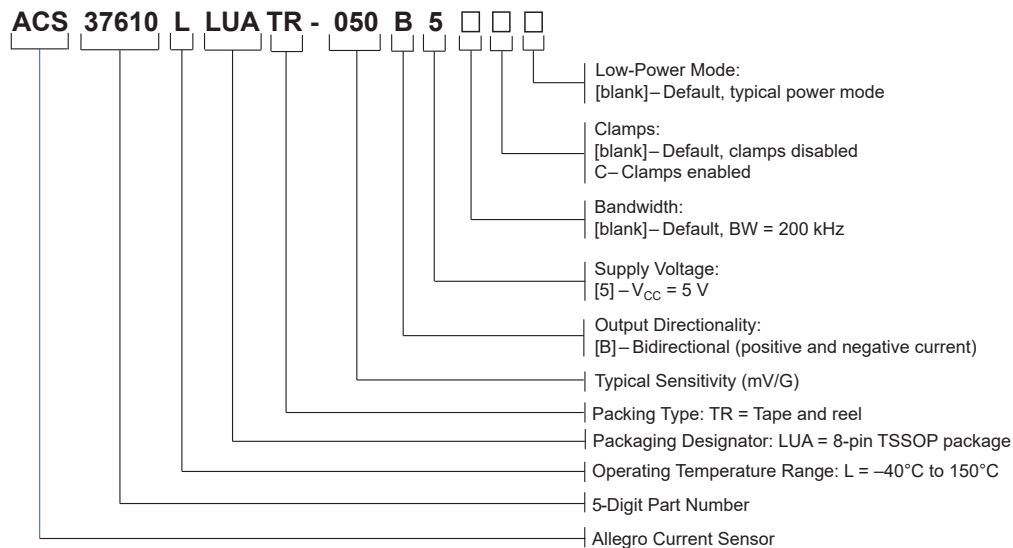 ACS 37610 L LUA TR - 050 B 5 □ □ □
Low-Power Mode:
[blank] – Default, typical power mode
Clamps:
[blank] – Default, clamps disabled
C – Clamps enabled
Bandwidth:
[blank] – Default, BW = 200 kHz
Supply Voltage:
[5] – VCC = 5 V
Output Directionality:
[B] – Bidirectional (positive and negative current)
Typical Sensitivity (mV/G)
Packing Type: TR = Tape and reel
Packaging Designator: LUA = 8-pin TSSOP package
Operating Temperature Range: L = –40°C to 150°C
5-Digit Part Number
Allegro Current Sensor